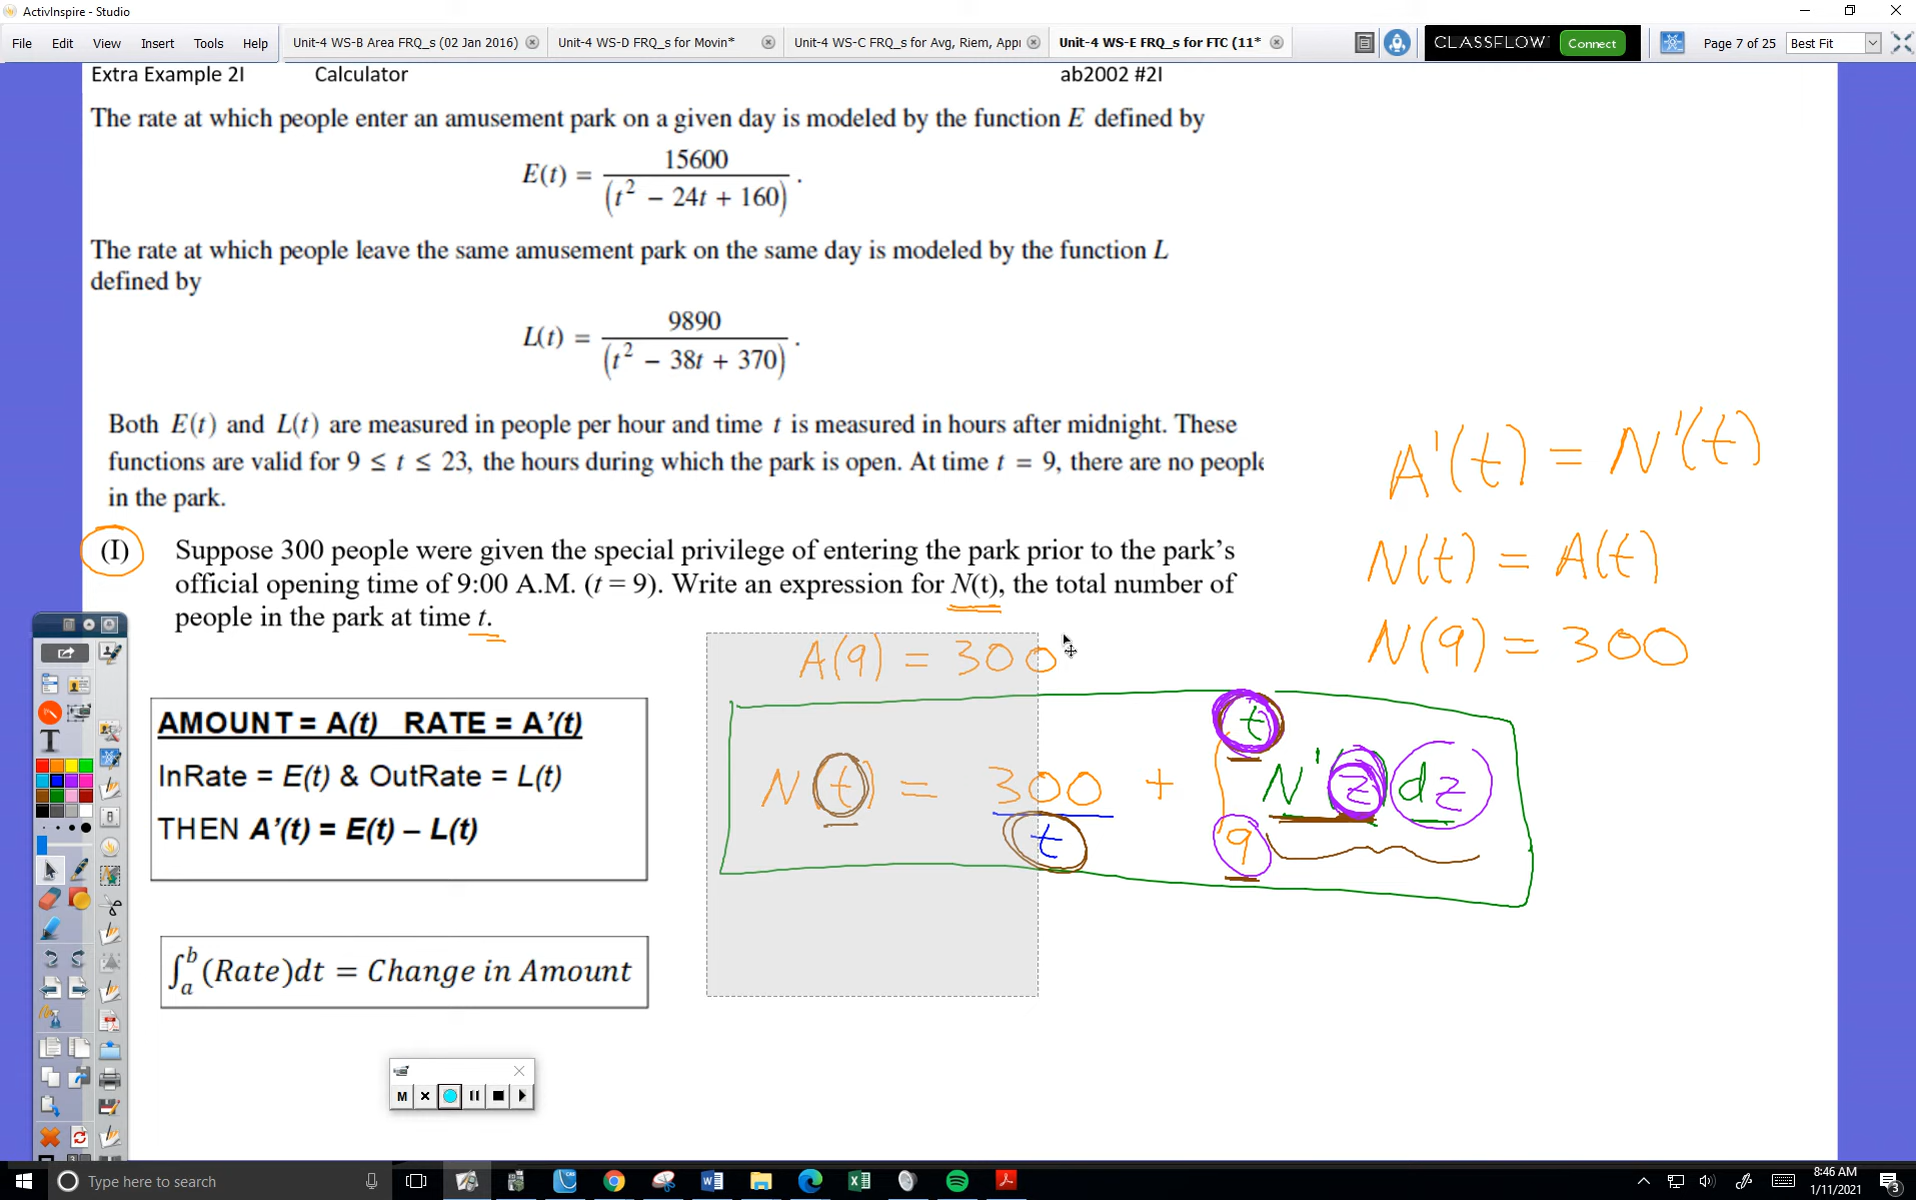 ActivInspire - Studio
File Edit View Insert Tools Help
Unit-4 WS-B Area FRQ_s (02 Jan 2016)
Unit-4 WS-D FRQ_s for Movin*
Unit-4 WS-C FRQ_s for Avg, Riem, Appr
Unit-4 WS-E FRQ_s for FTC (11*
CLASSFLOW
Connect
Page 7 of 25
Best Fit
Extra Example 2I Calculator ab2002 #2I
The rate at which people enter an amusement park on a given day is modeled by the function E defined by
E(t) = 15600 / (t² − 24t + 160) .
The rate at which people leave the same amusement park on the same day is modeled by the function L
defined by
L(t) = 9890 / (t² − 38t + 370) .
Both E(t) and L(t) are measured in people per hour and time t is measured in hours after midnight. These
functions are valid for 9 ≤ t ≤ 23, the hours during which the park is open. At time t = 9, there are no people
in the park.
A'(t) = N'(t)
N(t) = A(t)
N(9) = 300
(I) Suppose 300 people were given the special privilege of entering the park prior to the park's
official opening time of 9:00 A.M. (t = 9). Write an expression for N(t), the total number of
people in the park at time t.
A(9) = 300
N(t) = 300 + ∫₉ᵗ N'(z) dz
t
AMOUNT = A(t) RATE = A’(t)
InRate = E(t) & OutRate = L(t)
THEN A’(t) = E(t) – L(t)
∫ₐᵇ (Rate)dt = Change in Amount
M
Type here to search
8:46 AM
1/11/2021
3